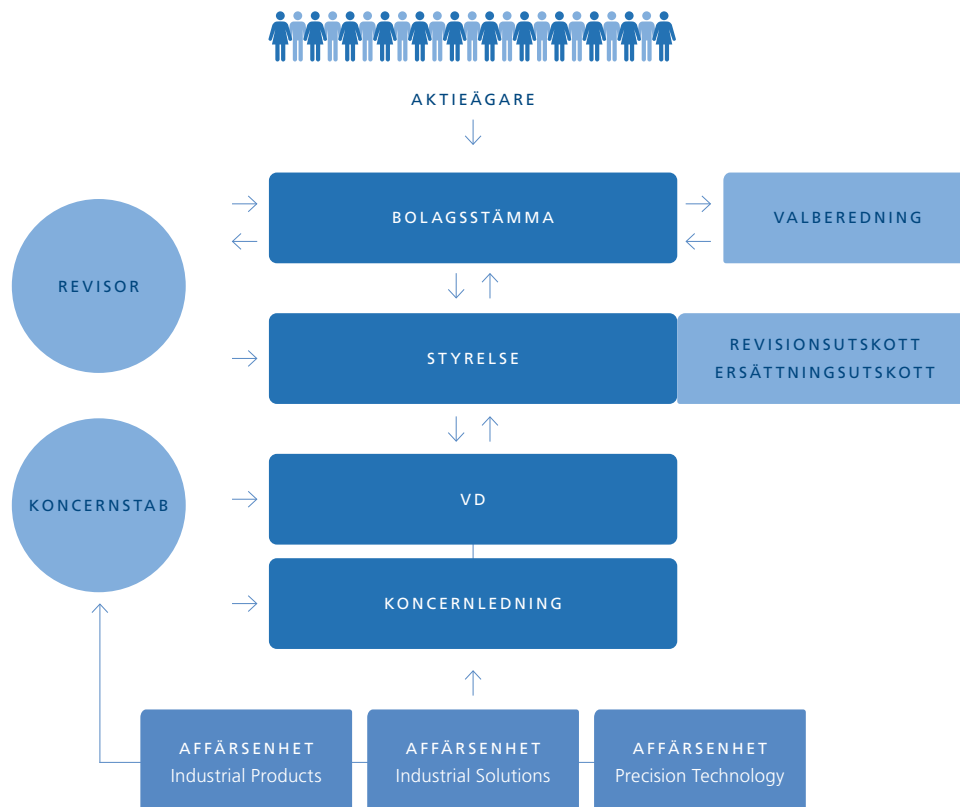 AKTIEÄGARE
BOLAGSSTÄMMA
VALBEREDNING
REVISOR
STYRELSE
REVISIONSUTSKOTT
ERSÄTTNINGSUTSKOTT
VD
KONCERNSTAB
KONCERNLEDNING
AFFÄRSENHET
Industrial Products
AFFÄRSENHET
Industrial Solutions
AFFÄRSENHET
Precision Technology